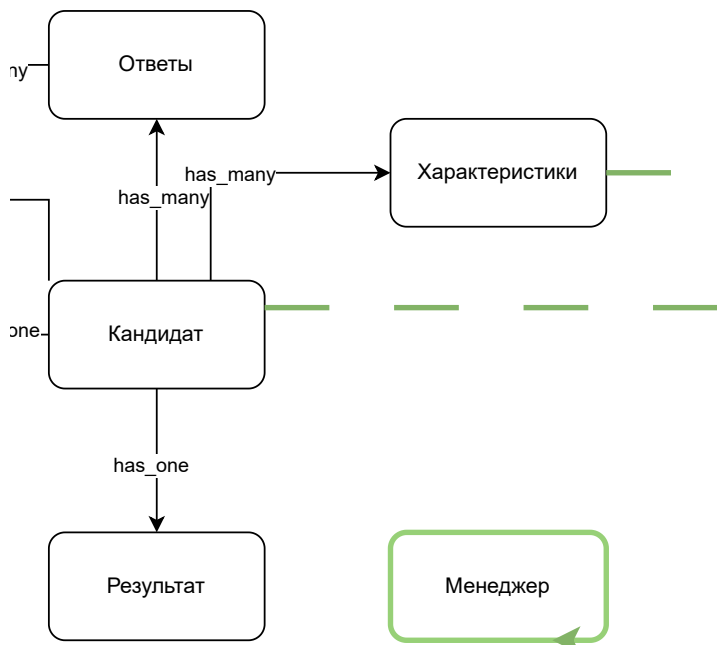 Ответы
ny
has_many
Характеристики
has_many
one
Кандидат
has_one
Результат
Менеджер